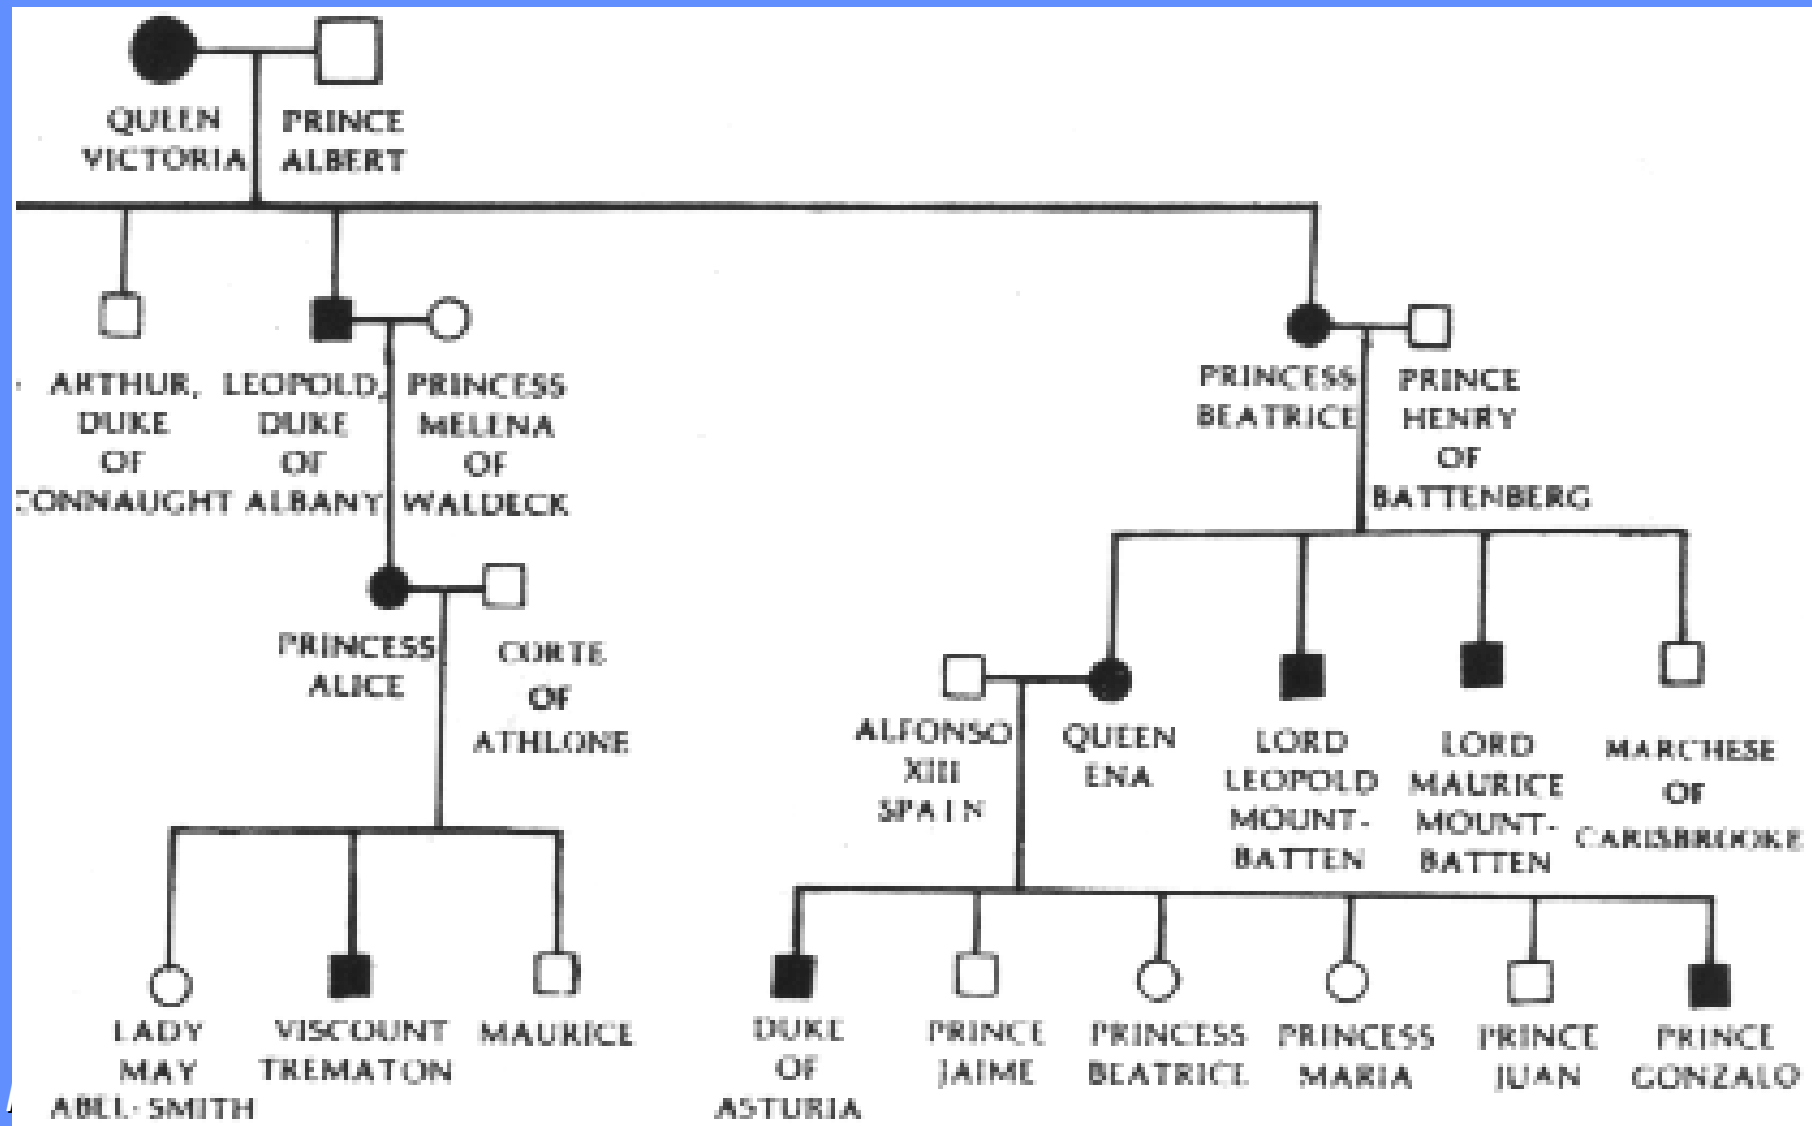 QUEEN
VICTORIA
PRINCE
ALBERT
ARTHUR,
DUKE
OF
CONNAUGHT
LEOPOLD,
DUKE
OF
ALBANY
PRINCESS
MELENA
OF
WALDECK
PRINCESS
BEATRICE
PRINCE
HENRY
OF
BATTENBERG
PRINCESS
ALICE
CORTE
OF
ATHLONE
ALFONSO
XIII
SPAIN
QUEEN
ENA
LORD
LEOPOLD
MOUNT-
BATTEN
LORD
MAURICE
MOUNT-
BATTEN
MARCHESE
OF
CARISBROOKE
LADY
MAY
ABEL-SMITH
VISCOUNT
TREMATON
MAURICE
DUKE
OF
ASTURIA
PRINCE
JAIME
PRINCESS
BEATRICE
PRINCESS
MARIA
PRINCE
JUAN
PRINCE
GONZALO